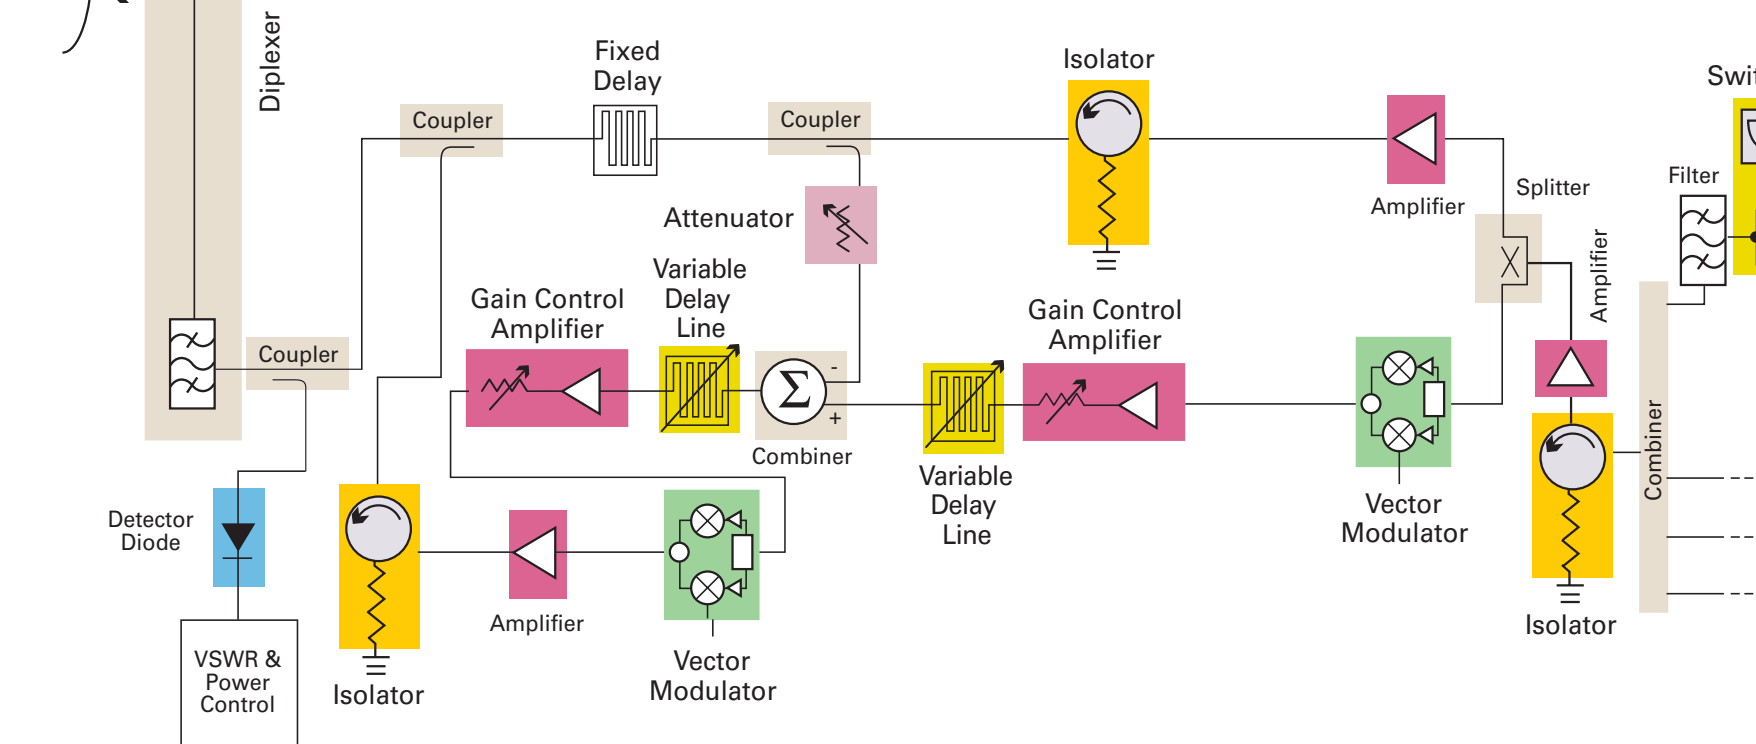 Diplexer
Fixed
Delay
Isolator
Swit
Coupler
Coupler
Filter
Splitter
Amplifier
Attenuator
Amplifier
Variable
Delay
Line
Gain Control
Amplifier
Gain Control
Amplifier
Coupler
Σ
-
+
Combiner
Combiner
Variable
Delay
Line
Vector
Modulator
Detector
Diode
Isolator
Amplifier
VSWR &
Power
Control
Vector
Modulator
Isolator